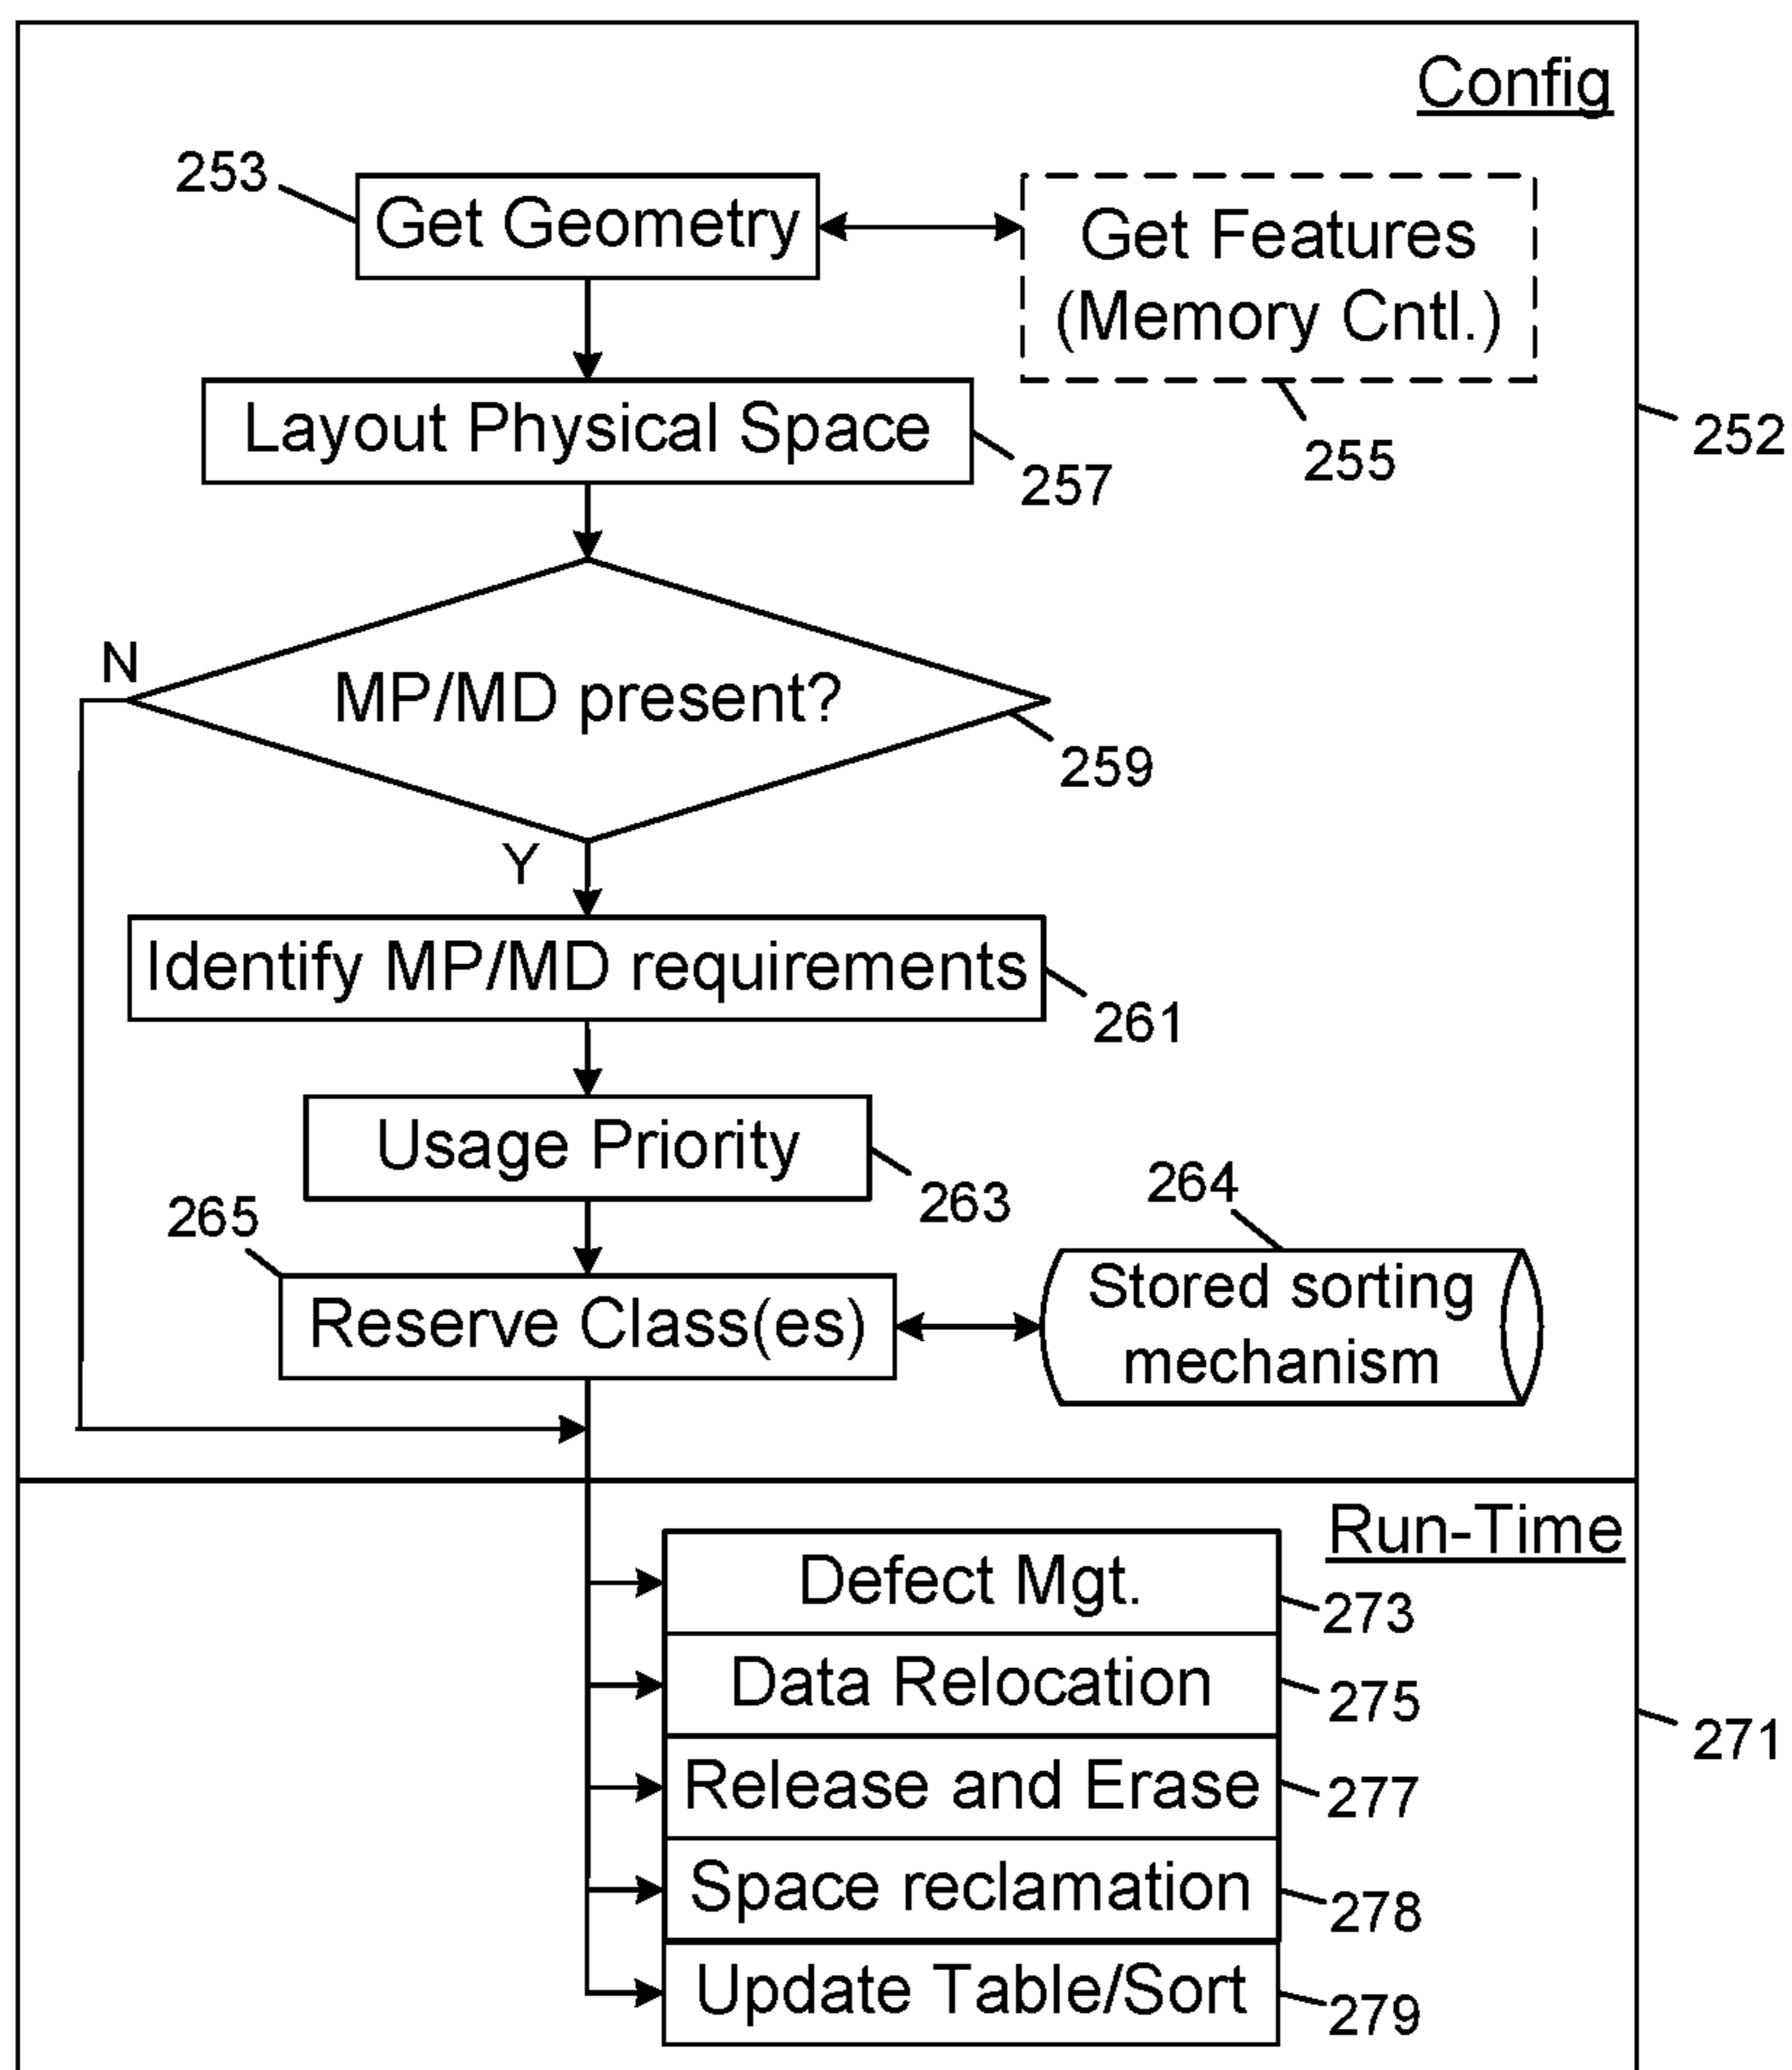 Config
253
Get Geometry
Get Features
(Memory Cntl.)
255
252
Layout Physical Space
257
N
MP/MD present?
259
Y
Identify MP/MD requirements
261
Usage Priority
263
264
265
Reserve Class(es)
Stored sorting
mechanism
Run-Time
Defect Mgt.
273
Data Relocation
275
271
Release and Erase
277
Space reclamation
278
Update Table/Sort
279